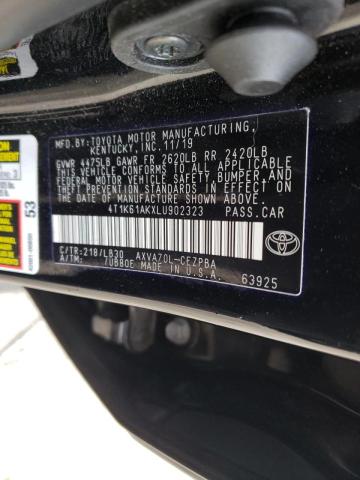 MFD. BY: TOYOTA MOTOR MANUFACTURING,
KENTUCKY, INC. 11/19
GVWR 4475LB GAWR FR 2620LB RR 2420LB
THIS VEHICLE CONFORMS TO ALL APPLICABLE
FEDERAL MOTOR VEHICLE SAFETY, BUMPER, AND
THEFT PREVENTION STANDARDS IN EFFECT ON
THE DATE OF MANUFACTURE SHOWN ABOVE.
4T1K61AKXLU902323 PASS.CAR
C/TR:218/LB30 AXVA70L-CEZPBA
A/TM: /UB80E MADE IN U.S.A.
63925
TOYOTA
53